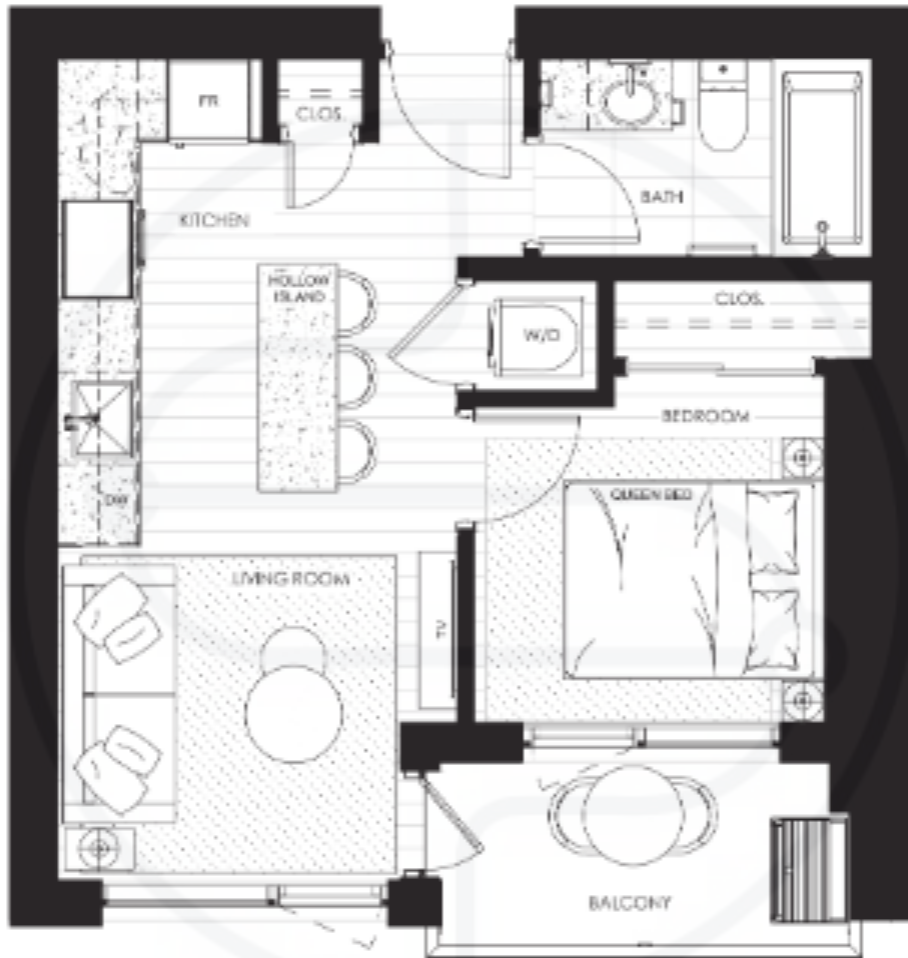 FR
CLOS.
BATH
KITCHEN
HOLLOW
ISLAND
W/D
CLOS.
BEDROOM
QUEEN BED
DW
LIVING ROOM
TV
BALCONY